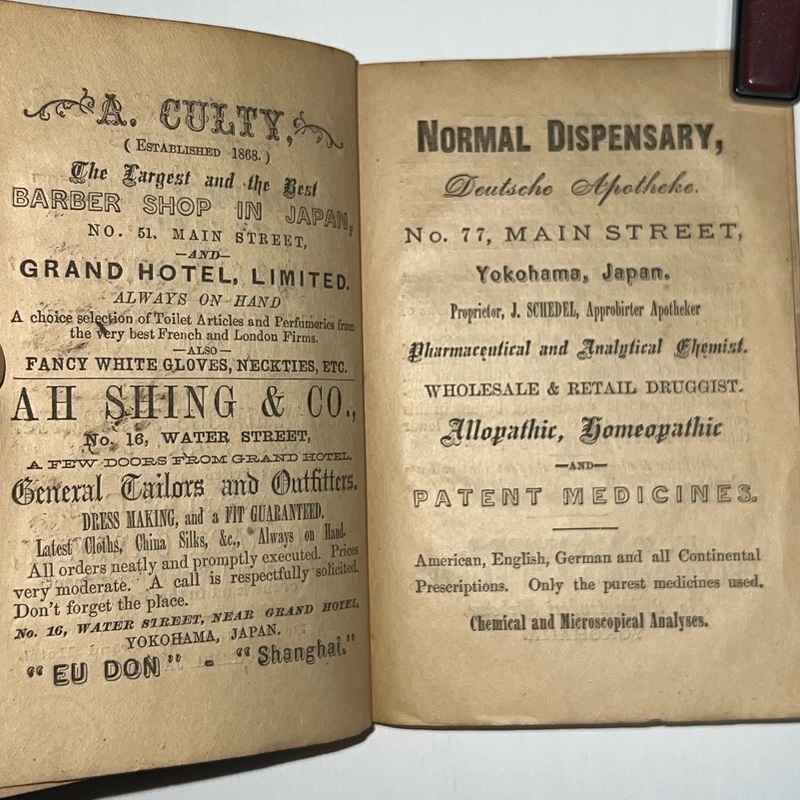 A. CULTY,
( ESTABLISHED 1868. )
The Largest and the Best
BARBER SHOP IN JAPAN,
NO. 51. MAIN STREET,
—AND—
GRAND HOTEL, LIMITED.
ALWAYS ON HAND
A choice selection of Toilet Articles and Perfumeries from
the very best French and London Firms.
—ALSO—
FANCY WHITE GLOVES, NECKTIES, ETC.
AH SHING & CO.,
No. 16, WATER STREET,
A FEW DOORS FROM GRAND HOTEL.
General Tailors and Outfitters.
DRESS MAKING, and a FIT GUARANTEED.
Latest Cloths, China Silks, &c., Always on Hand.
All orders neatly and promptly executed. Prices
very moderate. A call is respectfully solicited.
Don't forget the place.
No. 16, WATER STREET, NEAR GRAND HOTEL,
YOKOHAMA, JAPAN.
"EU DON" - "Shanghai."
NORMAL DISPENSARY,
Deutsche Apotheke.
No. 77, MAIN STREET,
Yokohama, Japan.
Proprietor, J. SCHEDEL, Approbirter Apotheker
Pharmaceutical and Analytical Chemist.
WHOLESALE & RETAIL DRUGGIST.
Allopathic, Homeopathic
—AND—
PATENT MEDICINES.
American, English, German and all Continental
Prescriptions. Only the purest medicines used.
Chemical and Microscopical Analyses.